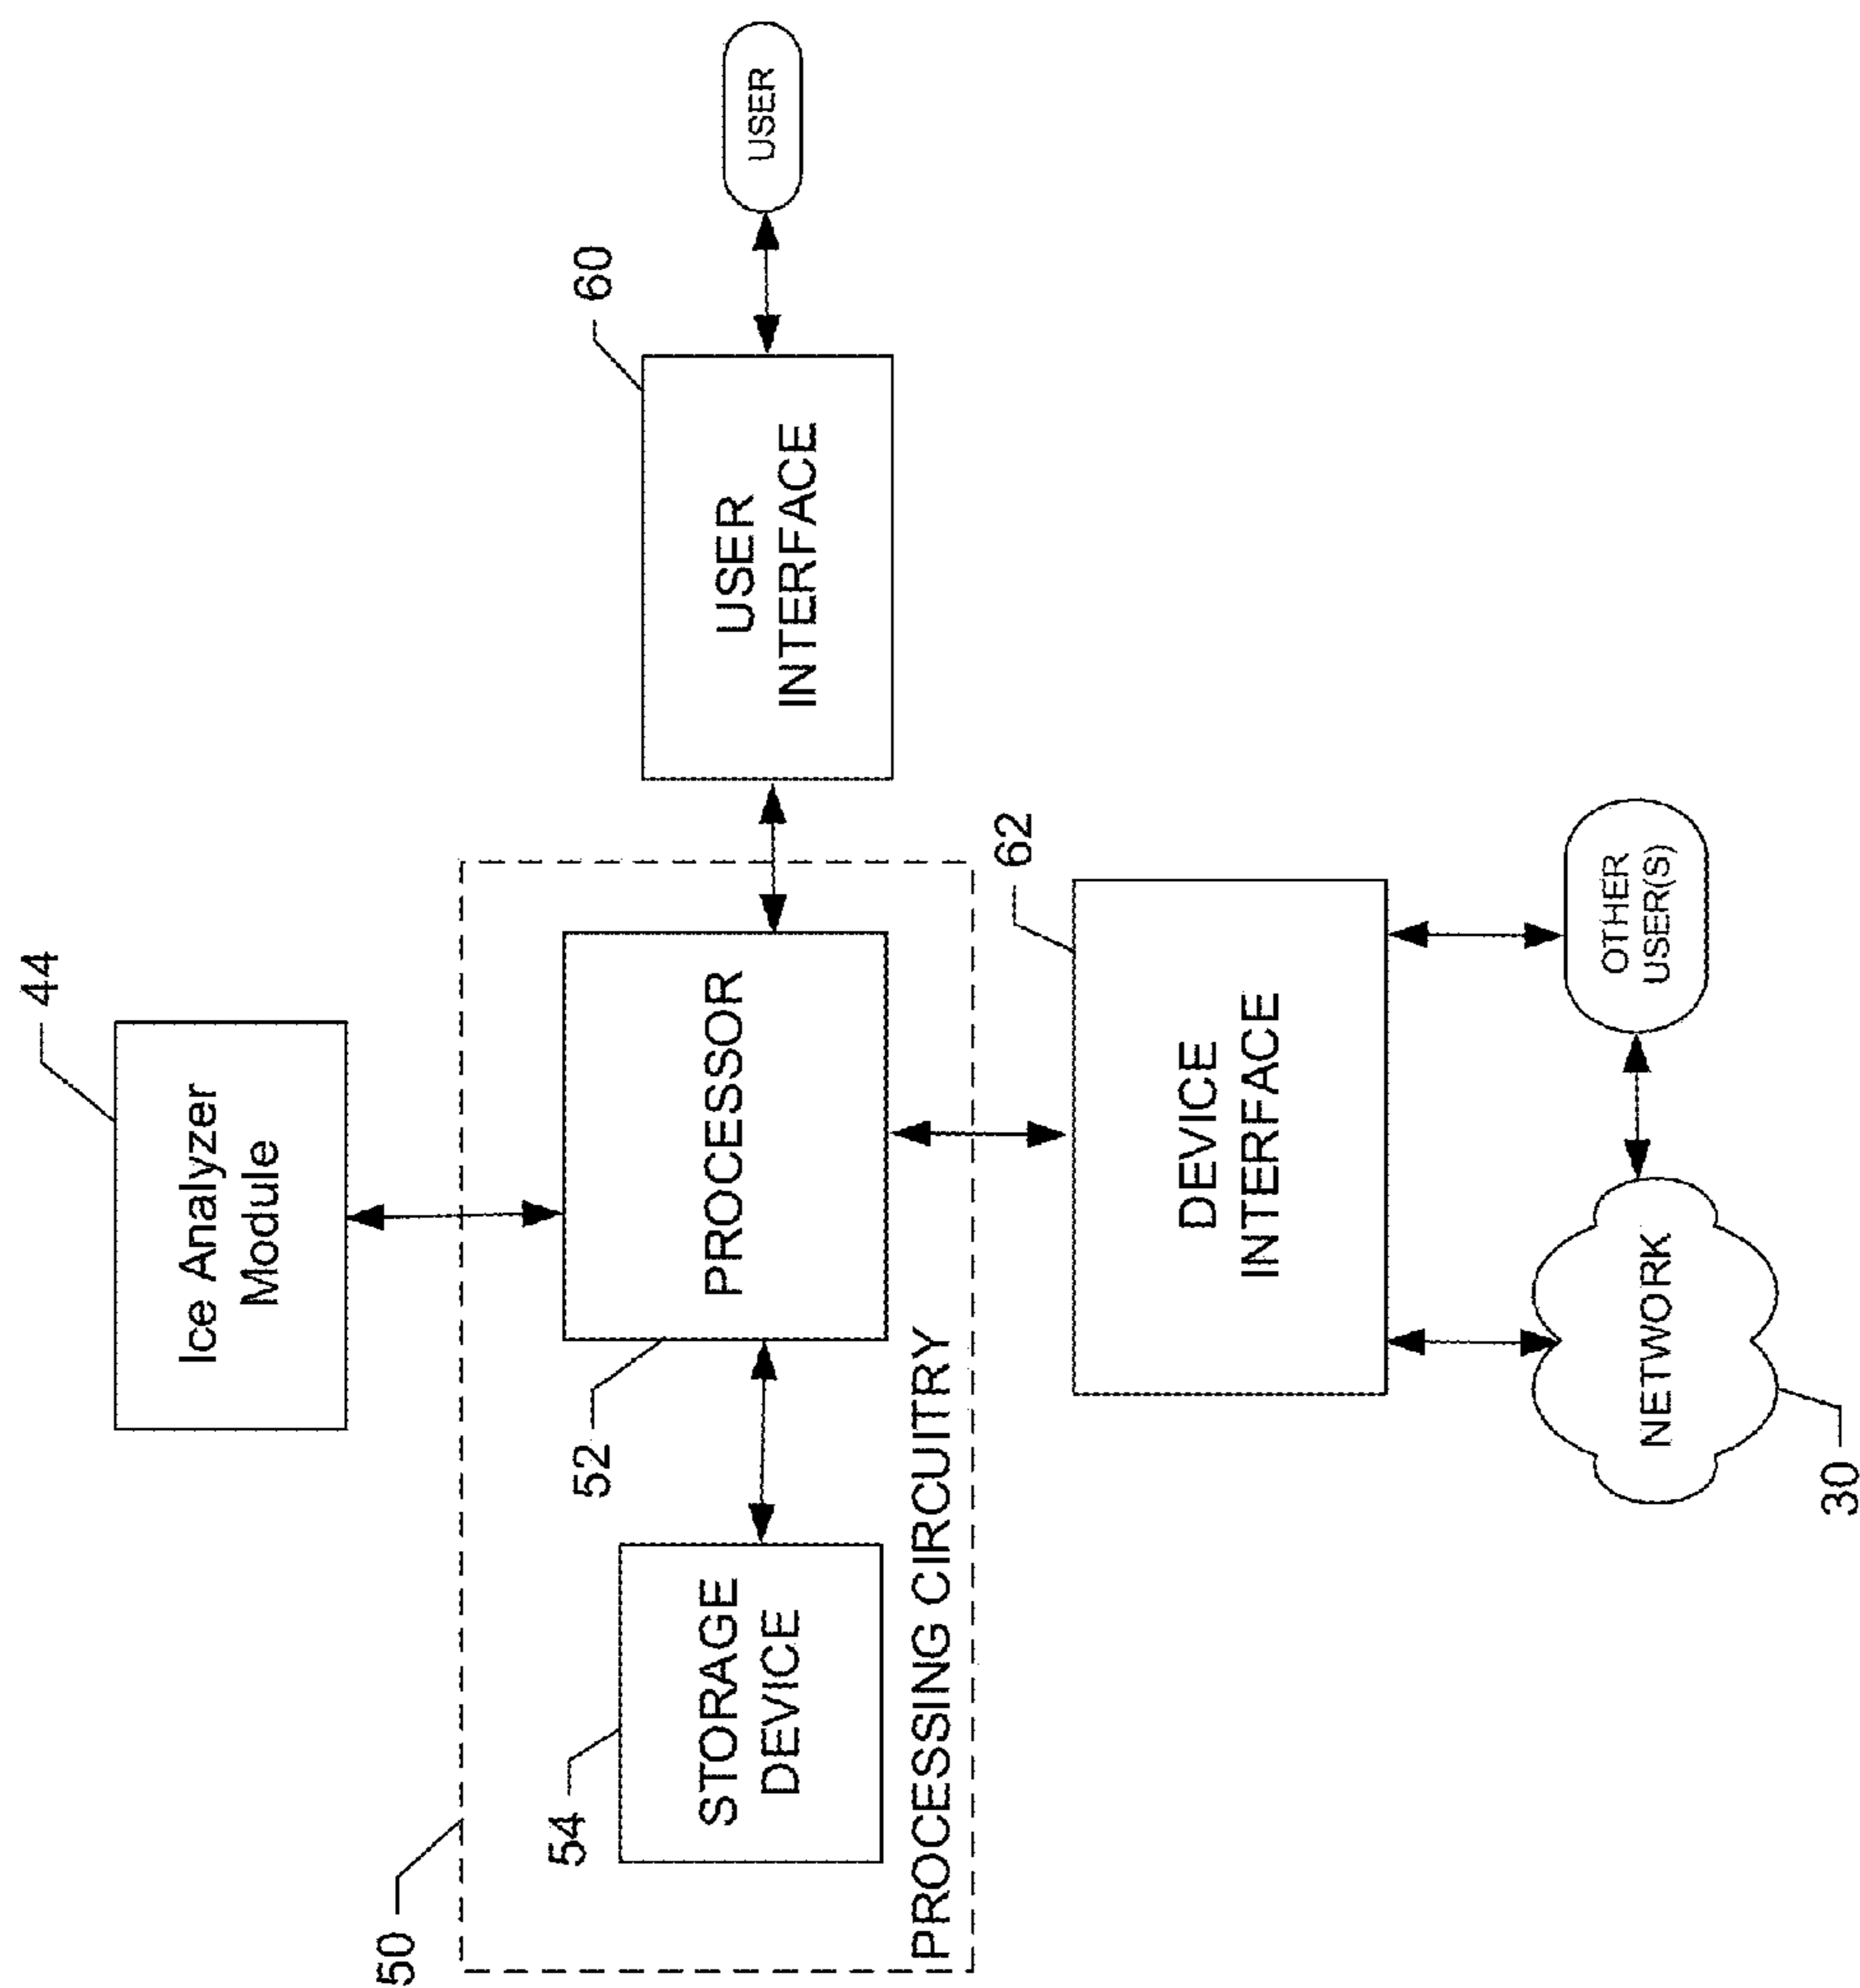 44
Ice Analyzer
Module
50
52
PROCESSOR
54
STORAGE
DEVICE
PROCESSING CIRCUITRY
60
USER
INTERFACE
USER
62
DEVICE
INTERFACE
OTHER
USER(S)
NETWORK
30